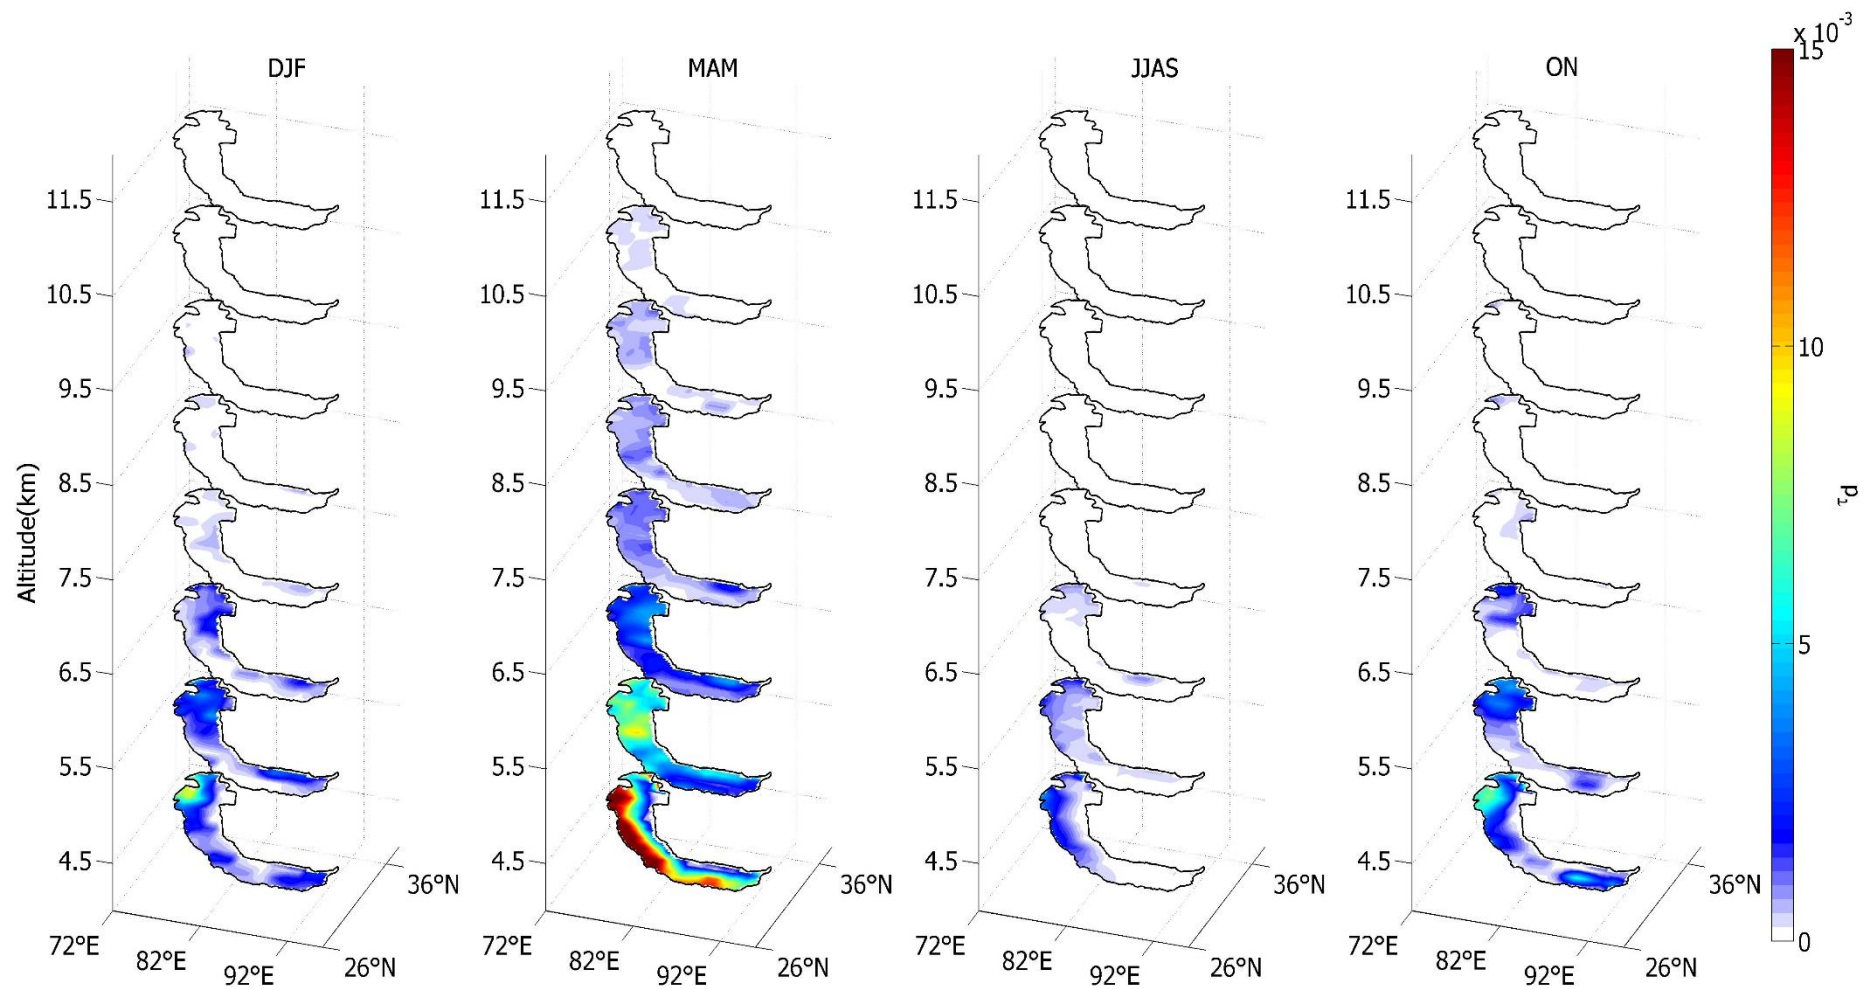 x 10-3
DJF
MAM
JJAS
ON
15
10
5
0
τd
Altitude(km)
11.5
10.5
9.5
8.5
7.5
6.5
5.5
4.5
72°E
82°E
92°E
26°N
36°N
11.5
10.5
9.5
8.5
7.5
6.5
5.5
4.5
72°E
82°E
92°E
26°N
36°N
11.5
10.5
9.5
8.5
7.5
6.5
5.5
4.5
72°E
82°E
92°E
26°N
36°N
11.5
10.5
9.5
8.5
7.5
6.5
5.5
4.5
72°E
82°E
92°E
26°N
36°N